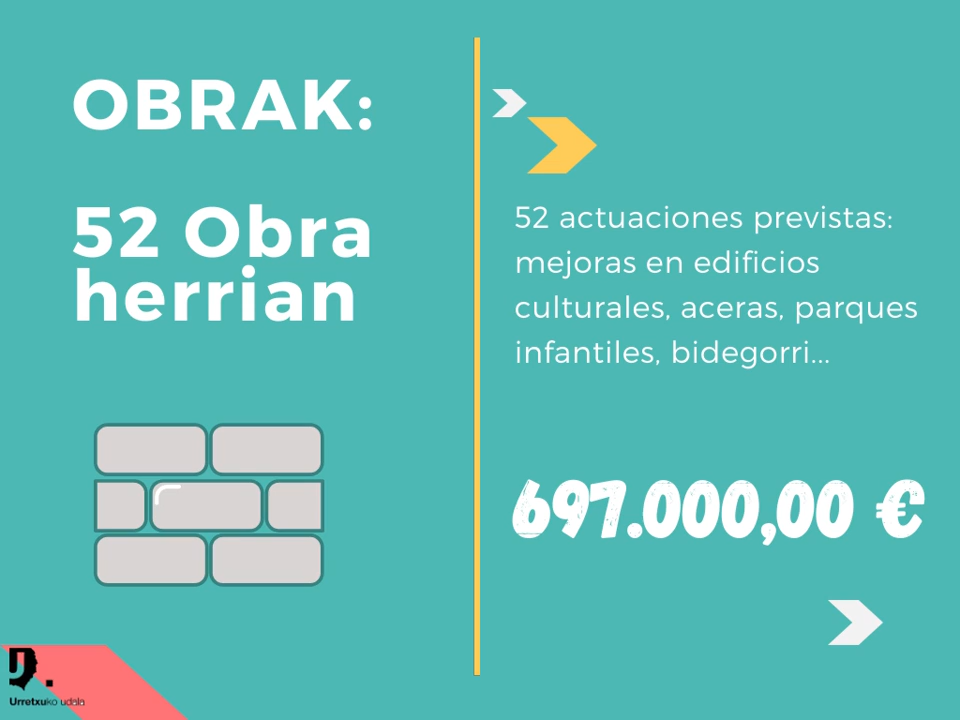 OBRAK:
52 Obra
herrian
52 actuaciones previstas:
mejoras en edificios
culturales, aceras, parques
infantiles, bidegorri...
697.000,00 €
Urretxuko udala